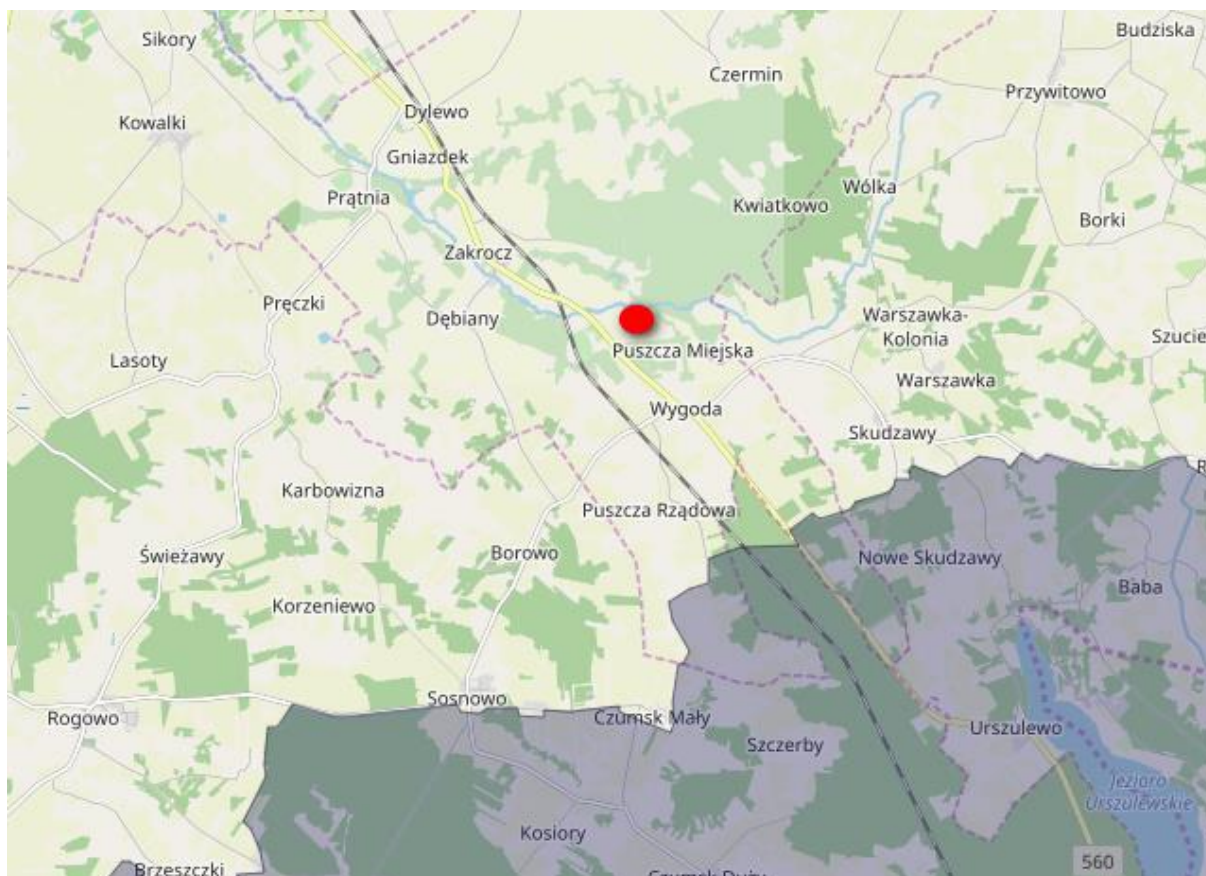 Budziska
Sikory
Czermin
Przywitowo
Dylewo
Kowalki
Gniazdek
Wólka
Prątnia
Kwiatkowo
Borki
Zakrocz
Pręczki
Dębiany
Warszawka-
Kolonia
Szucie
Puszcza Miejska
Lasoty
Warszawka
Wygoda
Skudzawy
R
Karbowizna
Puszcza Rządowa
Świeżawy
Borowo
Nowe Skudzawy
Baba
Korzeniewo
Sosnowo
Rogowo
Czumsk Mały
Urszulewo
Szczerby
Jezioro
Urszulewskie
Kosiory
560
Brzeszczki
Czumsk Duży